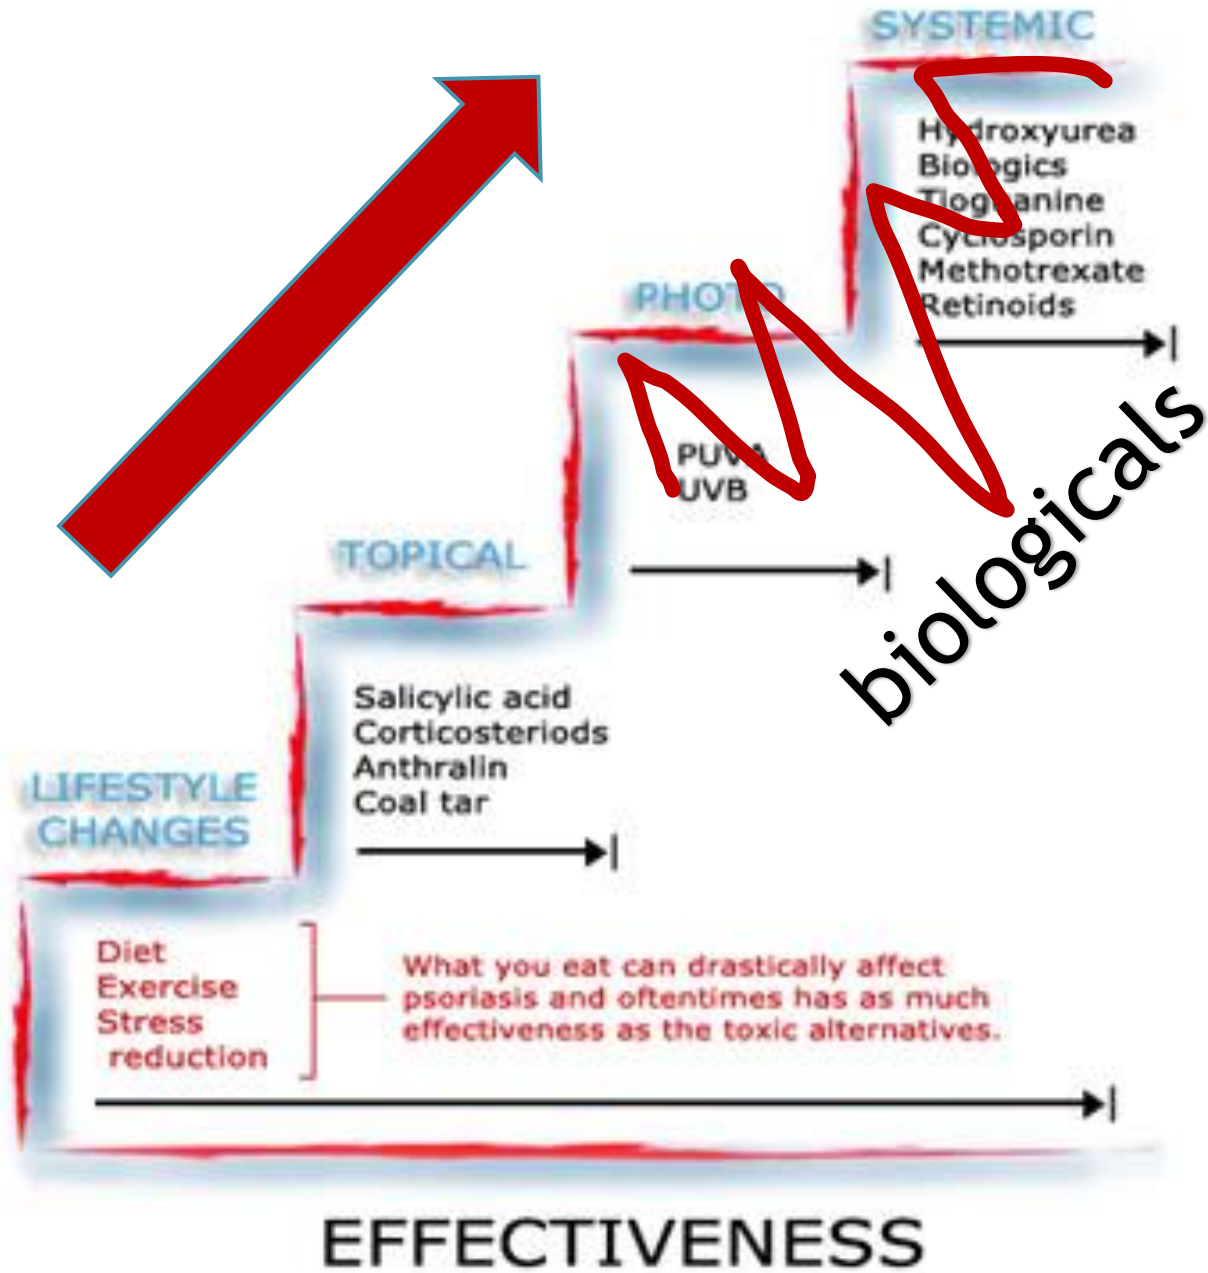 SYSTEMIC
Hydroxyurea
Biologics
Tioguanine
Cyclosporin
Methotrexate
Retinoids
PHOTO
PUVA
UVB
biologicals
TOPICAL
Salicylic acid
Corticosteriods
Anthralin
Coal tar
LIFESTYLE
CHANGES
Diet
Exercise
Stress
reduction
What you eat can drastically affect
psoriasis and oftentimes has as much
effectiveness as the toxic alternatives.
EFFECTIVENESS